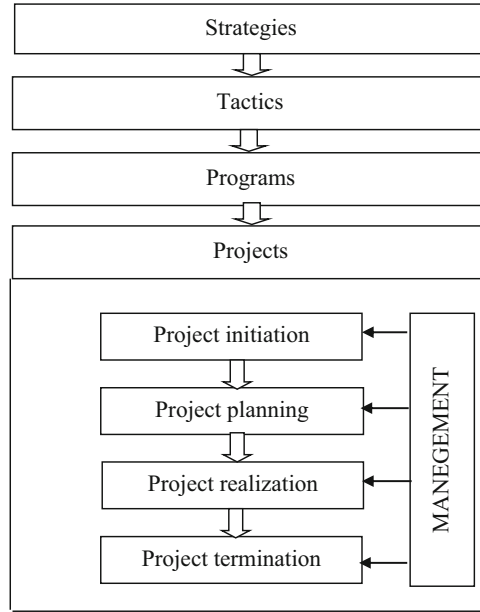 Strategies
Tactics
Programs
Projects
Project initiation
Project planning
Project realization
Project termination
MANEGEMENT